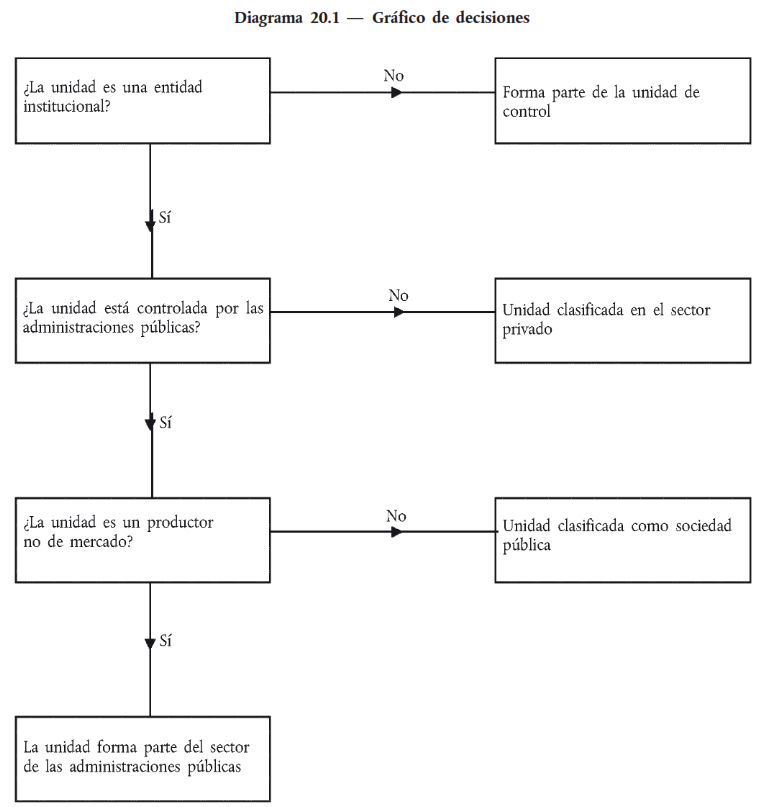 Diagrama 20.1 — Gráfico de decisiones
¿La unidad es una entidad
institucional?
No
Forma parte de la unidad de
control
Sí
¿La unidad está controlada por las
administraciones públicas?
No
Unidad clasificada en el sector
privado
Sí
¿La unidad es un productor
no de mercado?
No
Unidad clasificada como sociedad
pública
Sí
La unidad forma parte del sector
de las administraciones públicas